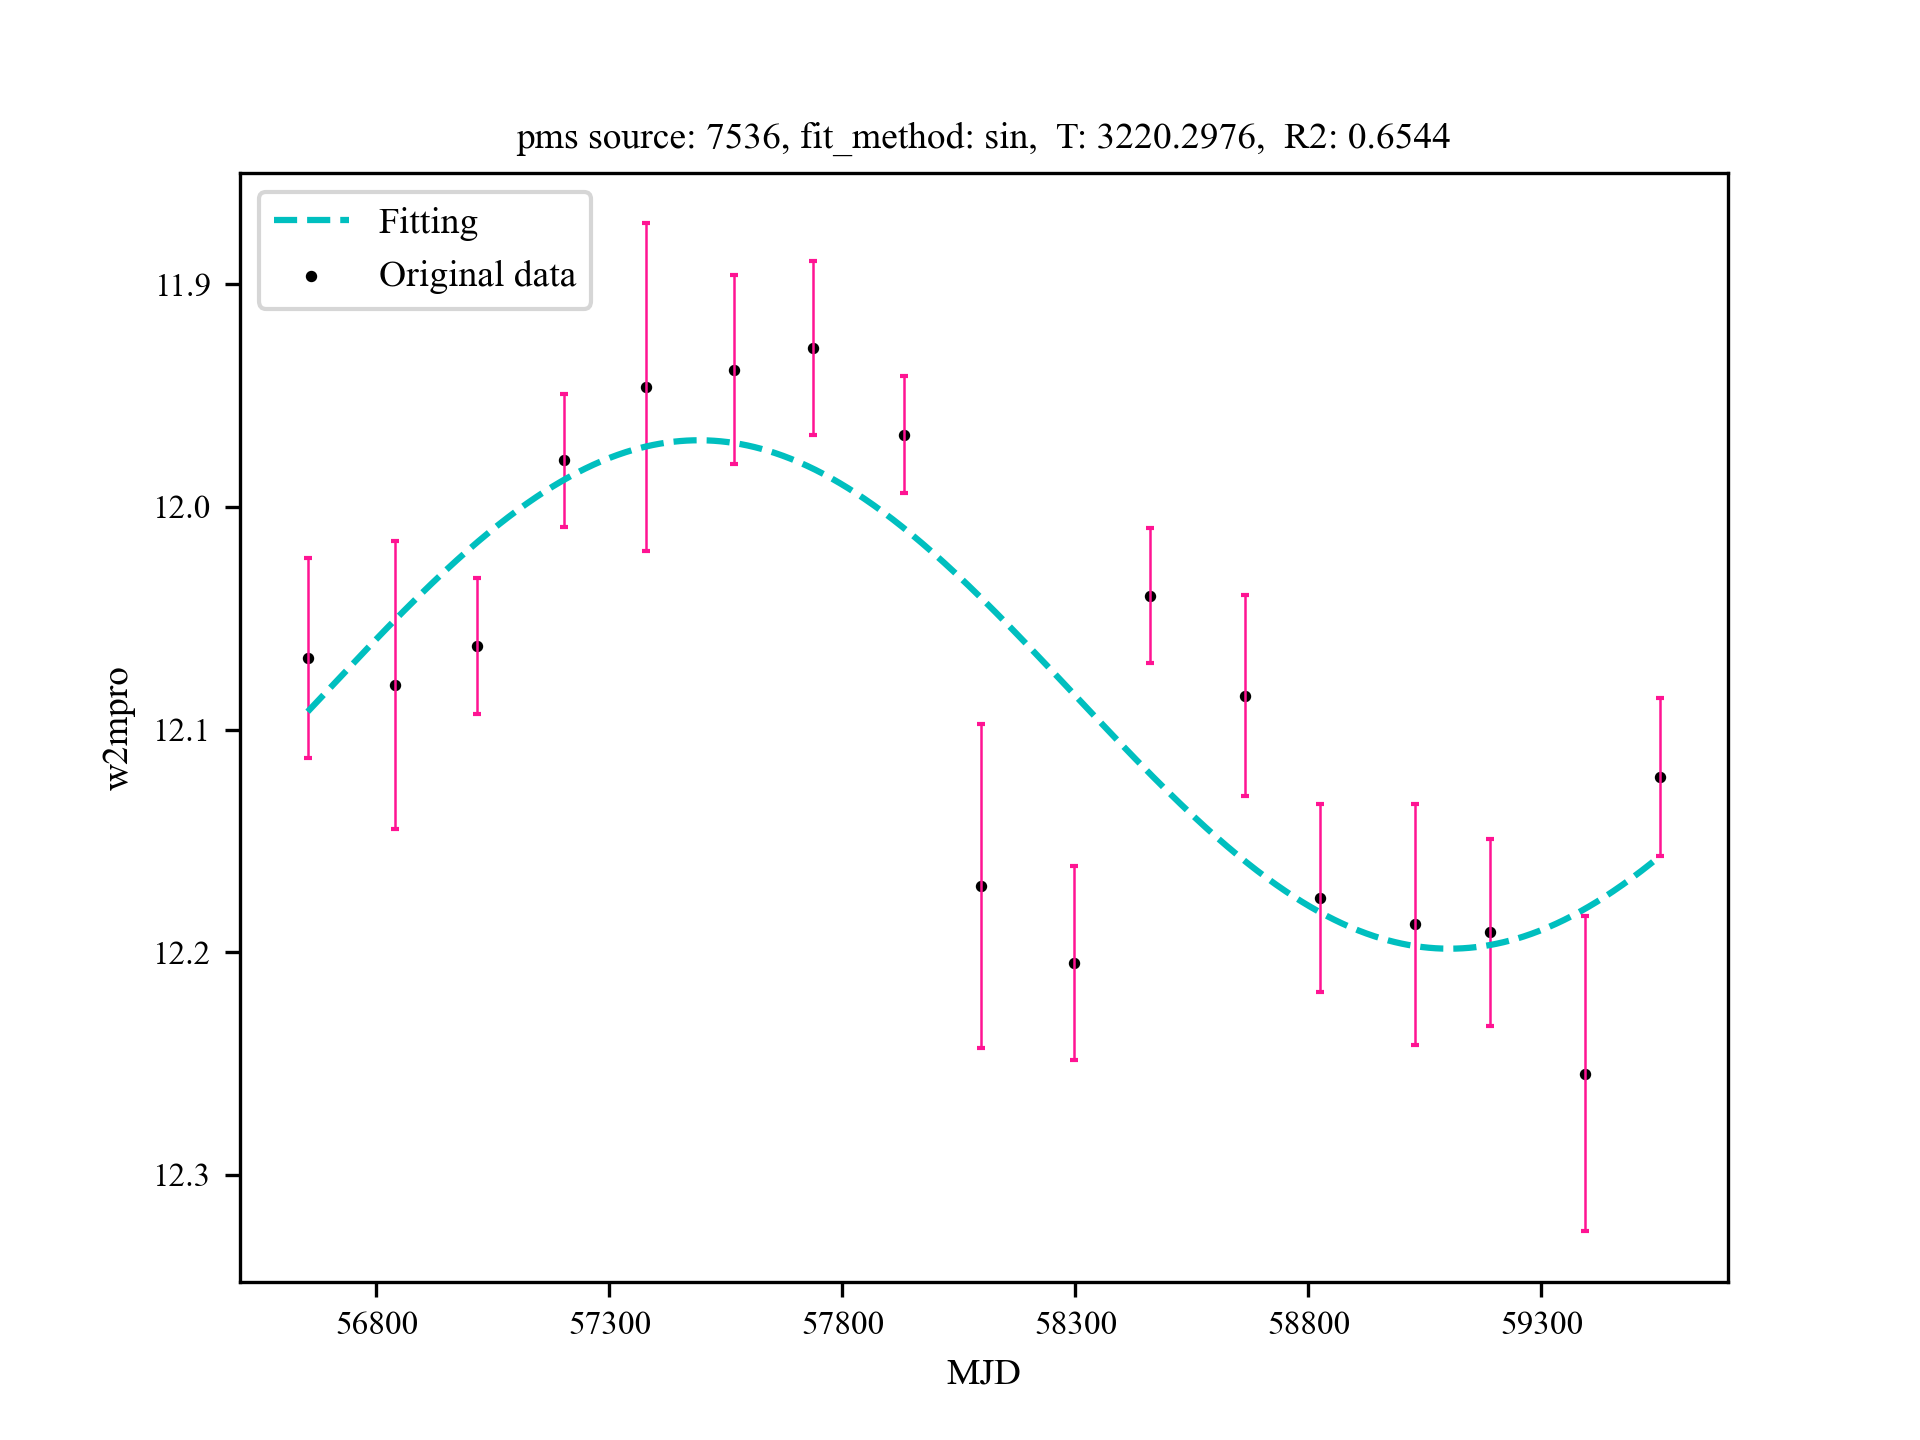 pms source: 7536, fit_method: sin,  T: 3220.2976,  R2: 0.6544
Fitting
Original data
11.9
12.0
12.1
12.2
12.3
w2mpro
56800 57300 57800 58300 58800 59300
MJD